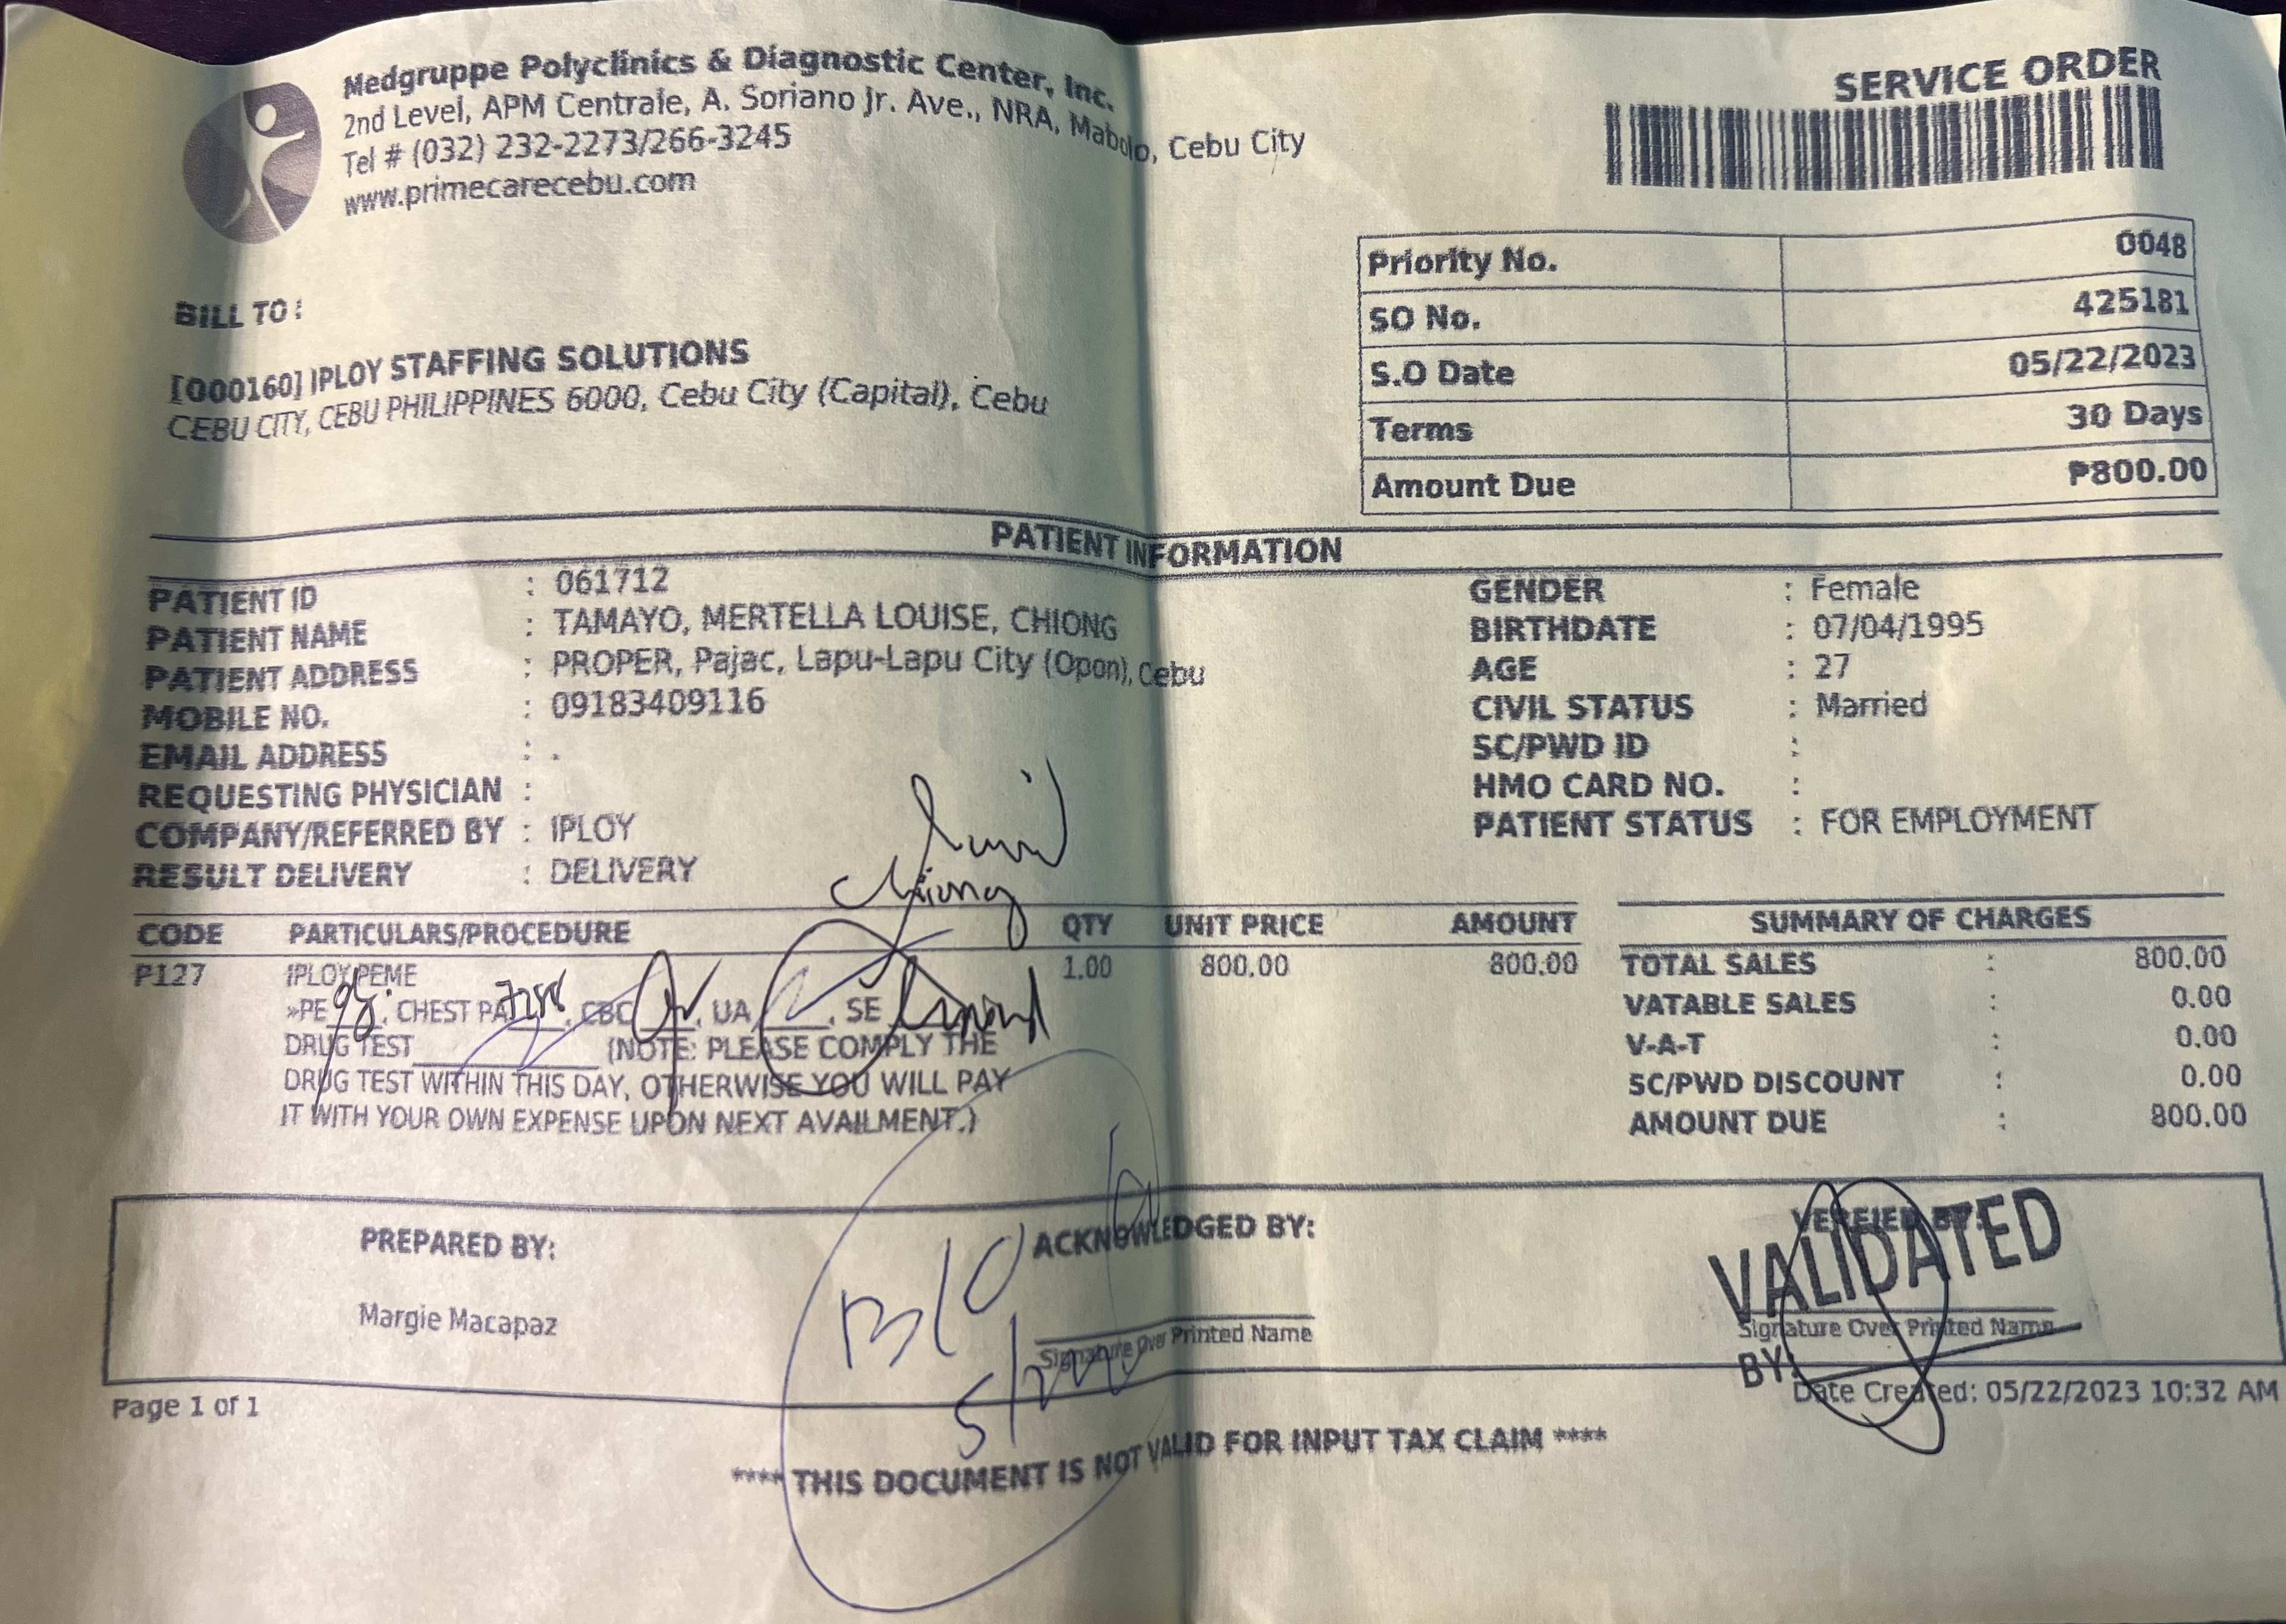 Medgruppe Polyclinics & Diagnostic Center, Inc.
2nd Level, APM Centrale, A. Soriano Jr. Ave., NRA, Mabolo, Cebu City
Tel # (032) 232-2273/266-3245
www.primecarecebu.com
SERVICE ORDER
Priority No. 0048
SO No. 425181
S.O Date 05/22/2023
Terms 30 Days
Amount Due ₱800.00
BILL TO :
[000160] IPLOY STAFFING SOLUTIONS
CEBU CITY, CEBU PHILIPPINES 6000, Cebu City (Capital), Cebu
PATIENT INFORMATION
PATIENT ID : 061712
PATIENT NAME : TAMAYO, MERTELLA LOUISE, CHIONG
PATIENT ADDRESS : PROPER, Pajac, Lapu-Lapu City (Opon), Cebu
MOBILE NO. : 09183409116
EMAIL ADDRESS : .
REQUESTING PHYSICIAN :
COMPANY/REFERRED BY : IPLOY
RESULT DELIVERY : DELIVERY
GENDER : Female
BIRTHDATE : 07/04/1995
AGE : 27
CIVIL STATUS : Married
SC/PWD ID :
HMO CARD NO. :
PATIENT STATUS : FOR EMPLOYMENT
Chiong
CODE PARTICULARS/PROCEDURE QTY UNIT PRICE AMOUNT
P127 IPLOY PEME 1.00 800.00 800.00
»PE____, CHEST PA____, CBC____, UA____, SE____
DRUG TEST____________ (NOTE: PLEASE COMPLY THE
DRUG TEST WITHIN THIS DAY, OTHERWISE YOU WILL PAY
IT WITH YOUR OWN EXPENSE UPON NEXT AVAILMENT.)
SUMMARY OF CHARGES
TOTAL SALES : 800.00
VATABLE SALES : 0.00
V-A-T : 0.00
SC/PWD DISCOUNT : 0.00
AMOUNT DUE : 800.00
PREPARED BY:
Margie Macapaz
ACKNOWLEDGED BY:
Signature Over Printed Name
VEREIED BY:
VALIDATED
Signature Over Printed Name
BY:
Page 1 of 1
Date Created: 05/22/2023 10:32 AM
**** THIS DOCUMENT IS NOT VALID FOR INPUT TAX CLAIM ****